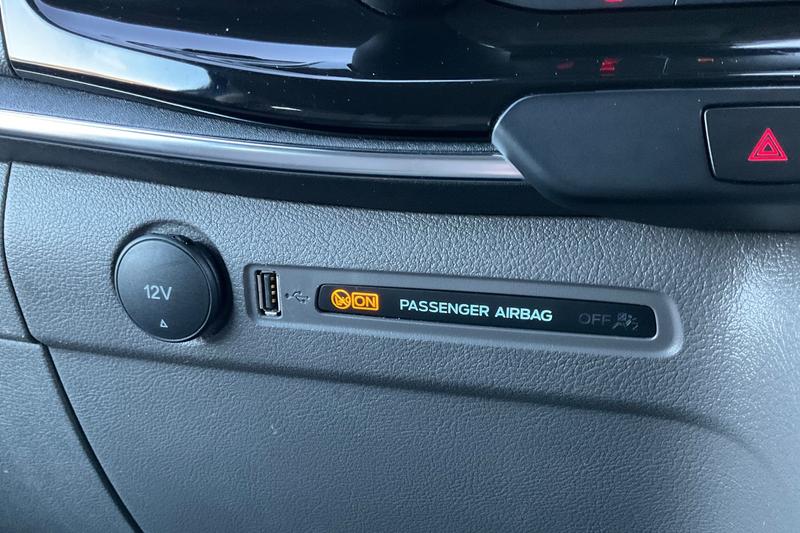 12V
ON PASSENGER AIRBAG OFF